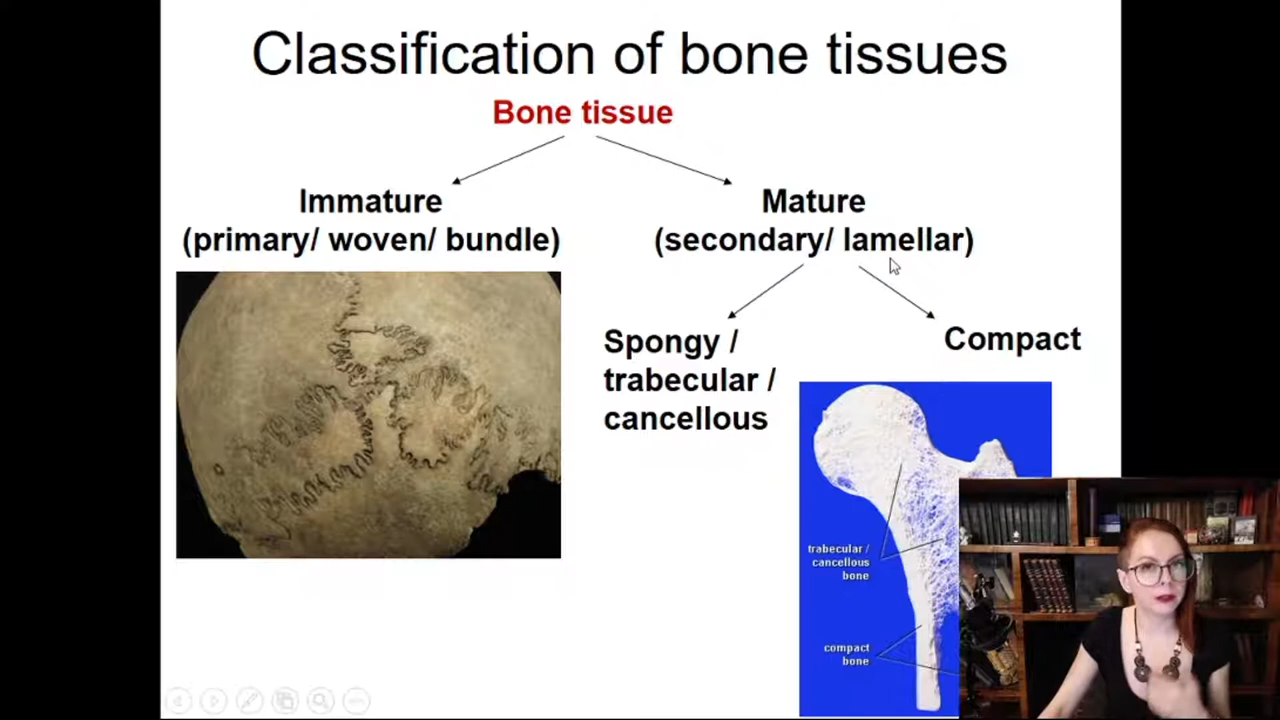 Classification of bone tissues
Bone tissue
Immature
(primary/ woven/ bundle)
Mature
(secondary/ lamellar)
Spongy /
trabecular /
cancellous
Compact
trabecular /
cancellous
bone
compact
bone